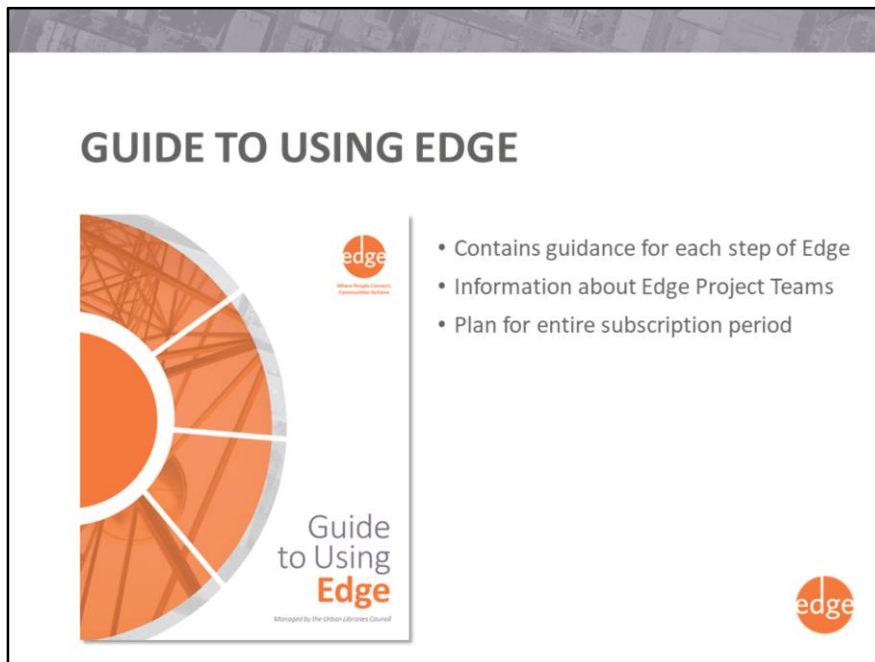 GUIDE TO USING EDGE
edge
Where People Connect,
Communities Achieve
Guide
to Using
Edge
Managed by the Urban Libraries Council
• Contains guidance for each step of Edge
• Information about Edge Project Teams
• Plan for entire subscription period
edge